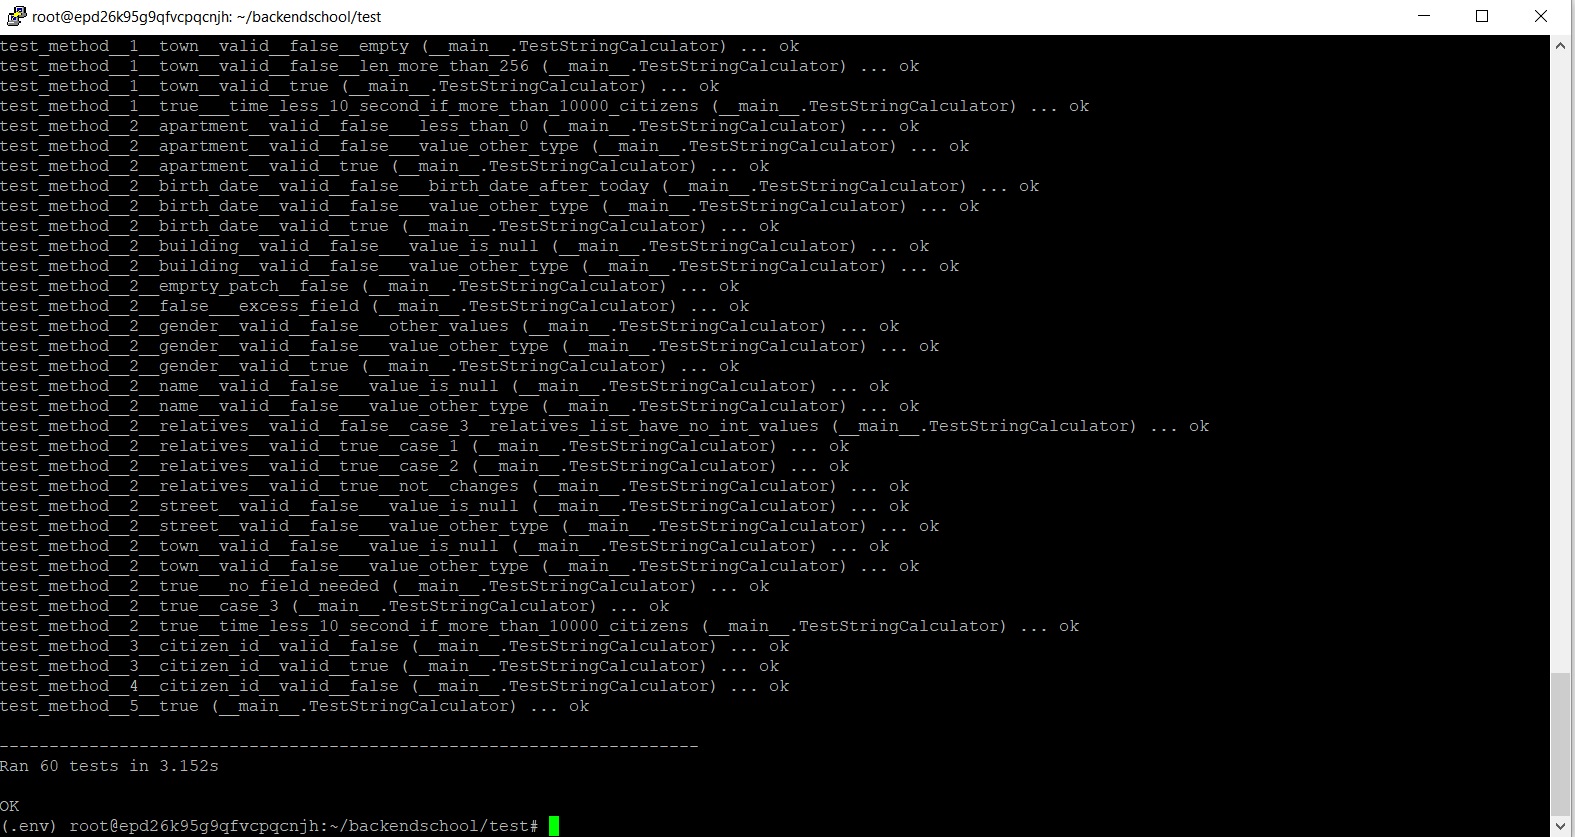 root@epd26k95g9qfvcpqcnjh: ~/backendschool/test
test_method__1__town__valid__false__empty (__main__.TestStringCalculator) ... ok
test_method__1__town__valid__false__len_more_than_256 (__main__.TestStringCalculator) ... ok
test_method__1__town__valid__true (__main__.TestStringCalculator) ... ok
test_method__1__true___time_less_10_second_if_more_than_10000_citizens (__main__.TestStringCalculator) ... ok
test_method__2__apartment__valid__false___less_than_0 (__main__.TestStringCalculator) ... ok
test_method__2__apartment__valid__false___value_other_type (__main__.TestStringCalculator) ... ok
test_method__2__apartment__valid__true (__main__.TestStringCalculator) ... ok
test_method__2__birth_date__valid__false___birth_date_after_today (__main__.TestStringCalculator) ... ok
test_method__2__birth_date__valid__false___value_other_type (__main__.TestStringCalculator) ... ok
test_method__2__birth_date__valid__true (__main__.TestStringCalculator) ... ok
test_method__2__building__valid__false___value_is_null (__main__.TestStringCalculator) ... ok
test_method__2__building__valid__false___value_other_type (__main__.TestStringCalculator) ... ok
test_method__2__emprty_patch__false (__main__.TestStringCalculator) ... ok
test_method__2__false___excess_field (__main__.TestStringCalculator) ... ok
test_method__2__gender__valid__false___other_values (__main__.TestStringCalculator) ... ok
test_method__2__gender__valid__false___value_other_type (__main__.TestStringCalculator) ... ok
test_method__2__gender__valid__true (__main__.TestStringCalculator) ... ok
test_method__2__name__valid__false___value_is_null (__main__.TestStringCalculator) ... ok
test_method__2__name__valid__false___value_other_type (__main__.TestStringCalculator) ... ok
test_method__2__relatives__valid__false__case_3__relatives_list_have_no_int_values (__main__.TestStringCalculator) ... ok
test_method__2__relatives__valid__true__case_1 (__main__.TestStringCalculator) ... ok
test_method__2__relatives__valid__true__case_2 (__main__.TestStringCalculator) ... ok
test_method__2__relatives__valid__true__not__changes (__main__.TestStringCalculator) ... ok
test_method__2__street__valid__false___value_is_null (__main__.TestStringCalculator) ... ok
test_method__2__street__valid__false___value_other_type (__main__.TestStringCalculator) ... ok
test_method__2__town__valid__false___value_is_null (__main__.TestStringCalculator) ... ok
test_method__2__town__valid__false___value_other_type (__main__.TestStringCalculator) ... ok
test_method__2__true___no_field_needed (__main__.TestStringCalculator) ... ok
test_method__2__true__case_3 (__main__.TestStringCalculator) ... ok
test_method__2__true__time_less_10_second_if_more_than_10000_citizens (__main__.TestStringCalculator) ... ok
test_method__3__citizen_id__valid__false (__main__.TestStringCalculator) ... ok
test_method__3__citizen_id__valid__true (__main__.TestStringCalculator) ... ok
test_method__4__citizen_id__valid__false (__main__.TestStringCalculator) ... ok
test_method__5__true (__main__.TestStringCalculator) ... ok
----------------------------------------------------------------------
Ran 60 tests in 3.152s
OK
(.env) root@epd26k95g9qfvcpqcnjh:~/backendschool/test#